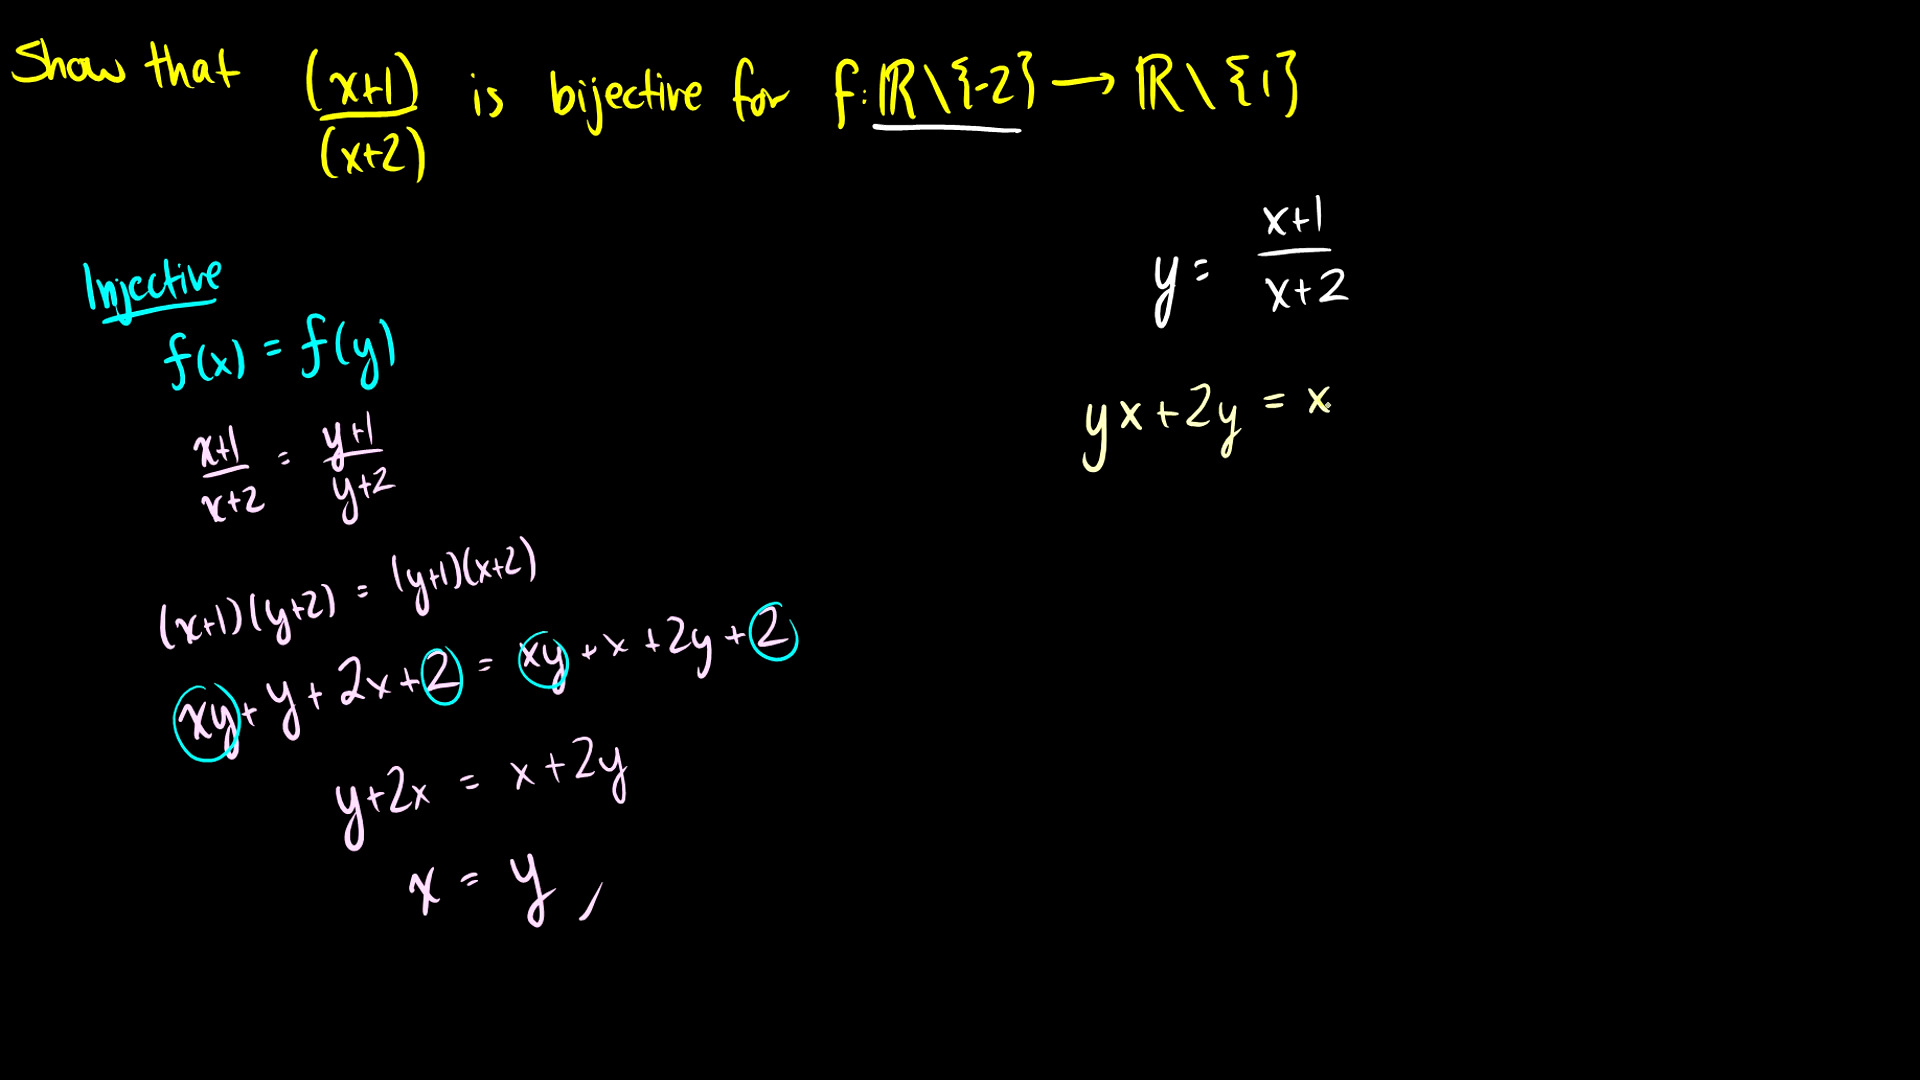 Show that (x+1)/(x+2) is bijective for f: ℝ\{-2} → ℝ\{1}
Injective
f(x) = f(y)
x+1/x+2 = y+1/y+2
(x+1)(y+2) = (y+1)(x+2)
xy + y + 2x + 2 = xy + x + 2y + 2
y+2x = x+2y
x = y
y = x+1/x+2
yx + 2y = x